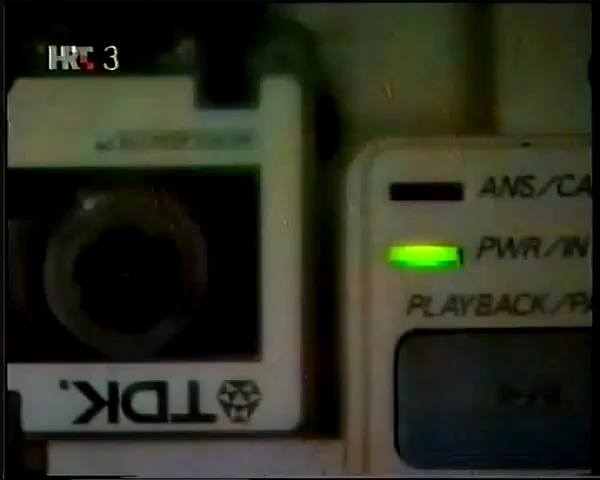 HRT 3
ANS/CA
PWR/IN
PLAYBACK/PA
TDK.